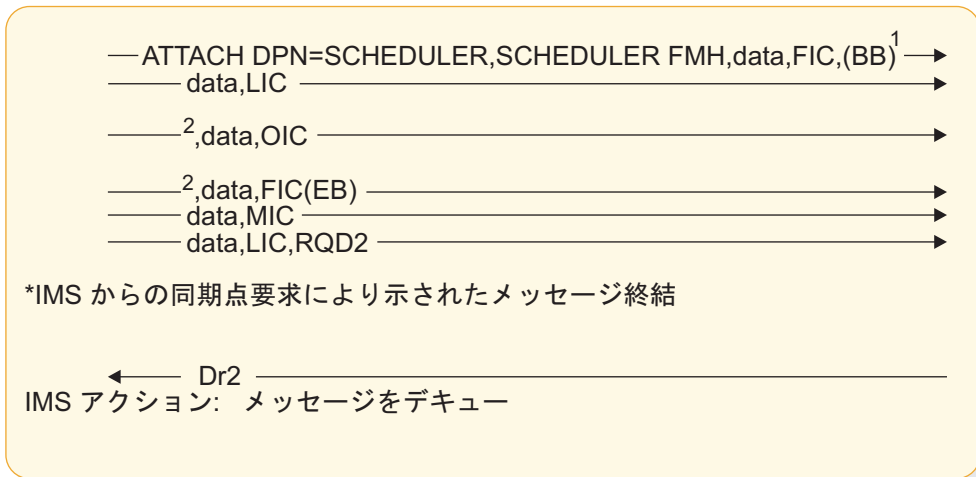 ATTACH DPN=SCHEDULER,SCHEDULER FMH,data,FIC,(BB)1
data,LIC
2,data,OIC
2,data,FIC(EB)
data,MIC
data,LIC,RQD2
*IMS からの同期点要求により示されたメッセージ終結
Dr2
IMS アクション: メッセージをデキュー